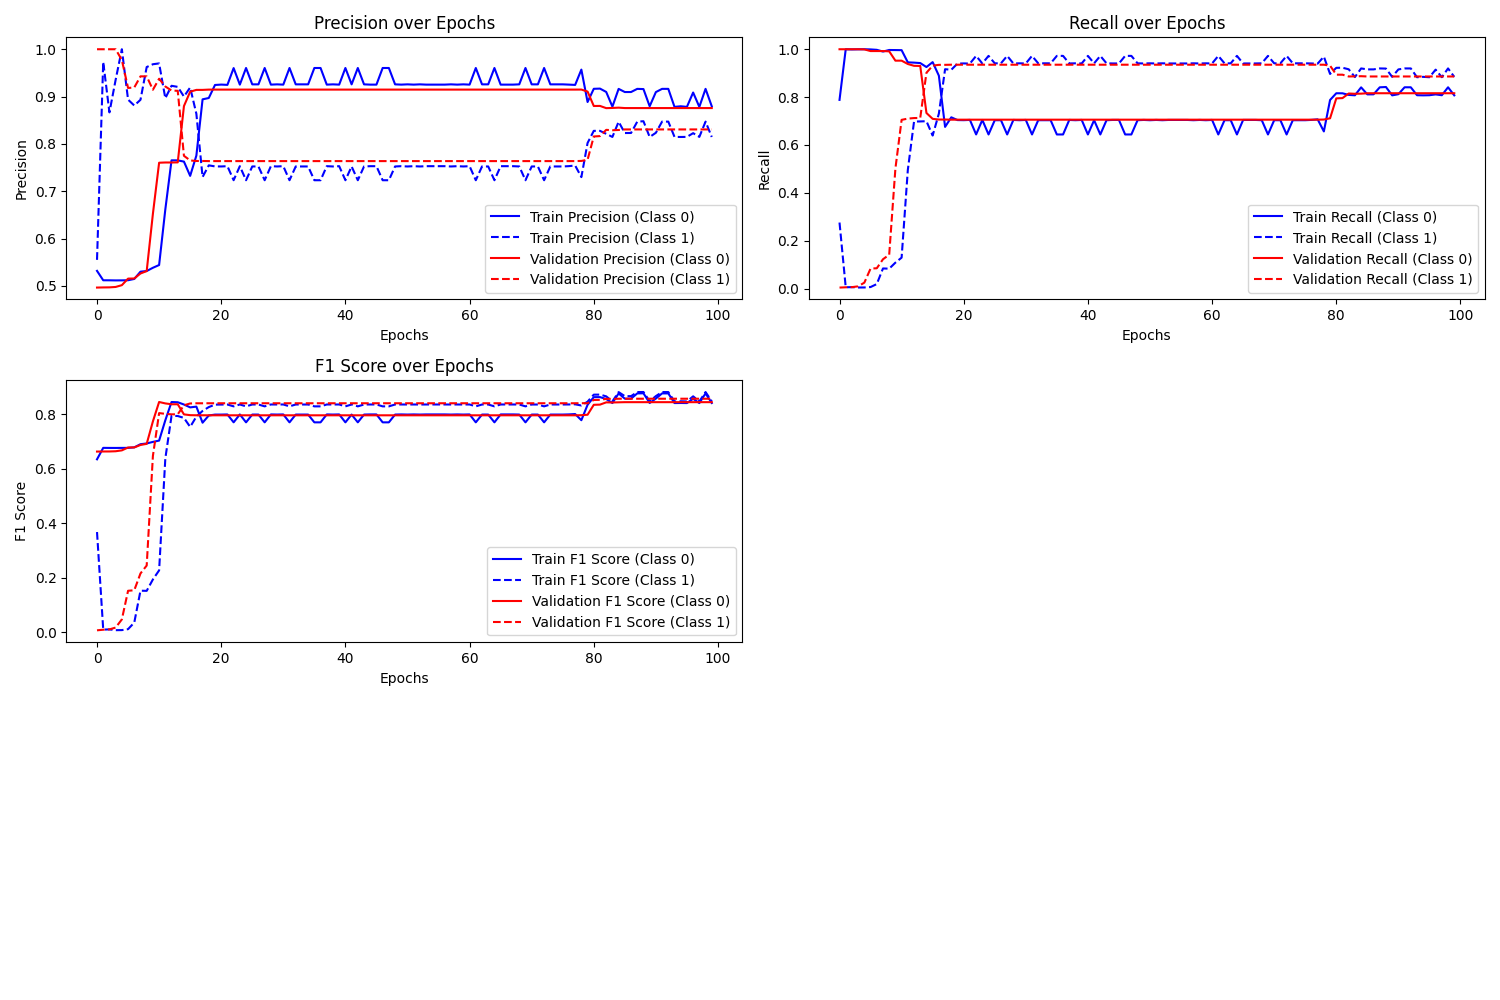 Precision over Epochs
1.0
0.9
0.8
0.7
0.6
0.5
Precision
Train Precision (Class 0)
Train Precision (Class 1)
Validation Precision (Class 0)
Validation Precision (Class 1)
0 20 40 60 80 100
Epochs
Recall over Epochs
1.0
0.8
0.6
0.4
0.2
0.0
Recall
Train Recall (Class 0)
Train Recall (Class 1)
Validation Recall (Class 0)
Validation Recall (Class 1)
0 20 40 60 80 100
Epochs
F1 Score over Epochs
0.8
0.6
0.4
0.2
0.0
F1 Score
Train F1 Score (Class 0)
Train F1 Score (Class 1)
Validation F1 Score (Class 0)
Validation F1 Score (Class 1)
0 20 40 60 80 100
Epochs